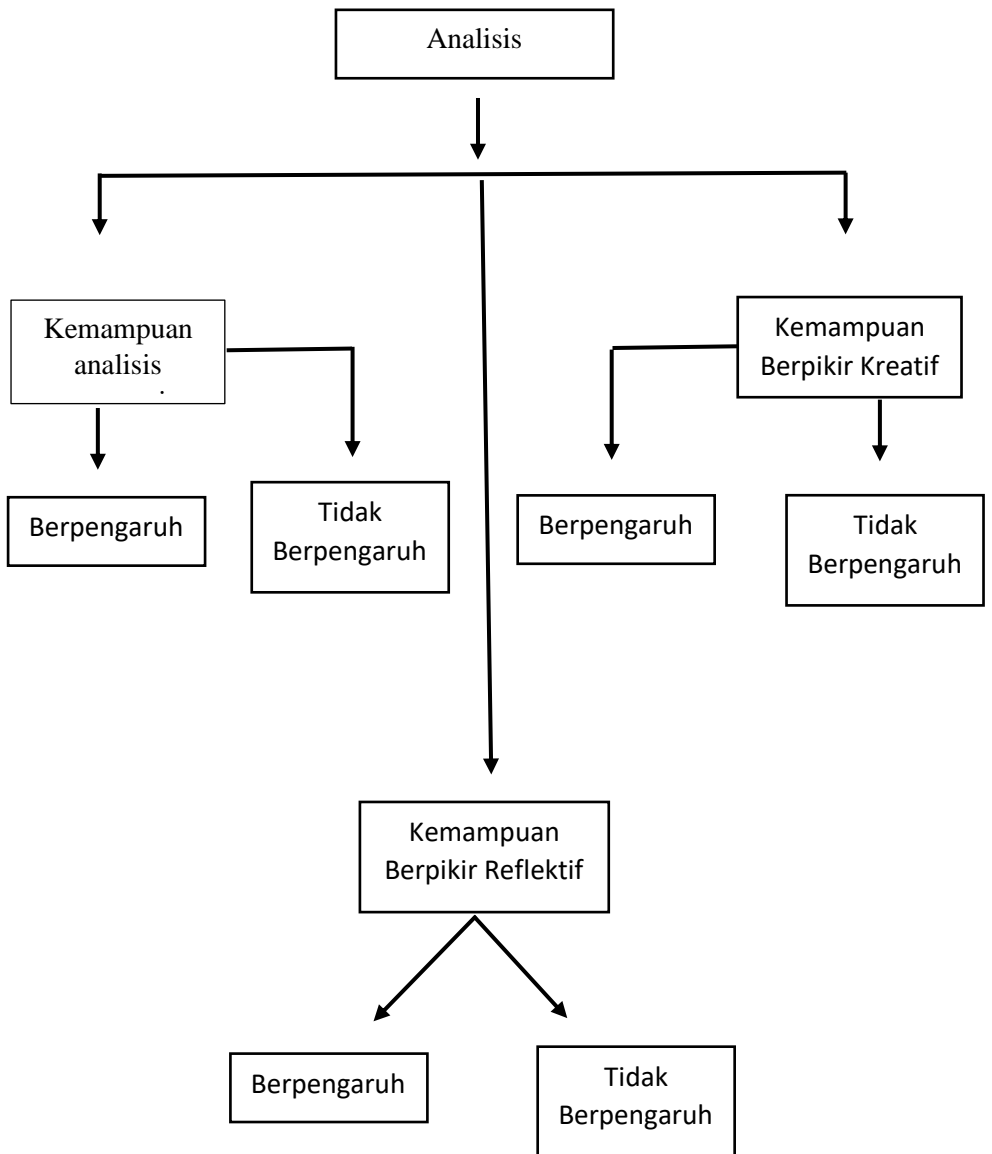 Analisis
Kemampuan
analisis
.
Kemampuan
Berpikir Kreatif
Berpengaruh
Tidak
Berpengaruh
Berpengaruh
Tidak
Berpengaruh
Kemampuan
Berpikir Reflektif
Berpengaruh
Tidak
Berpengaruh